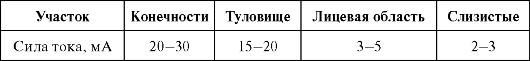 Участок Конечности Туловище Лицевая область Слизистые
Сила тока, мА 20—30 15—20 3—5 2—3